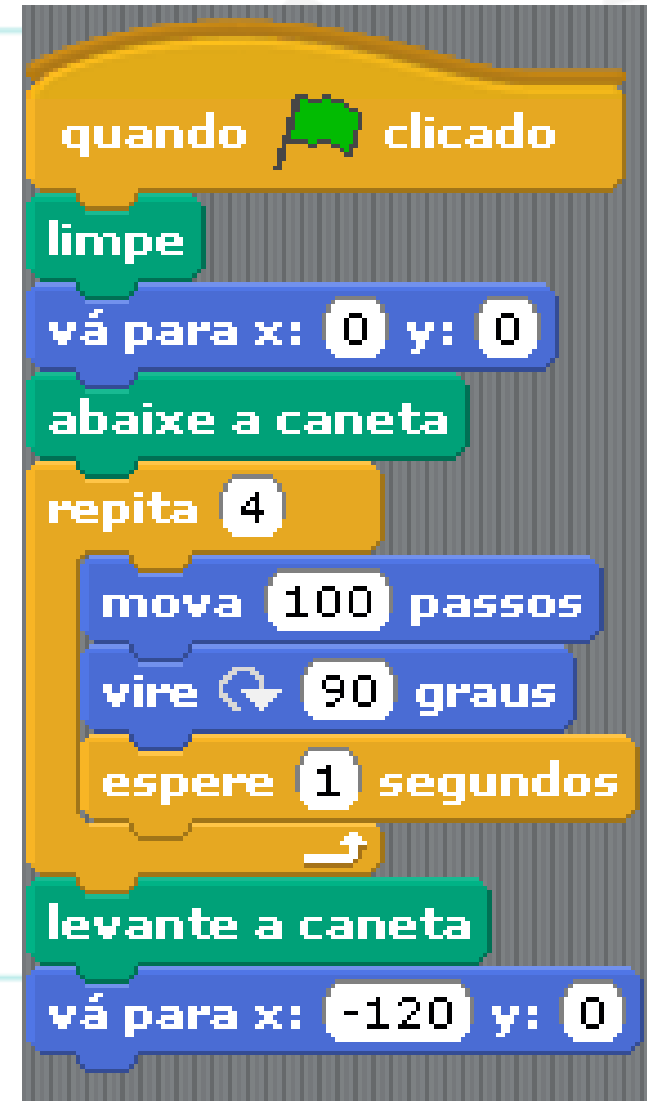 quando clicado
limpe
vá para x: 0 y: 0
abaixe a caneta
repita 4
mova 100 passos
vire 90 graus
espere 1 segundos
levante a caneta
vá para x: -120 y: 0